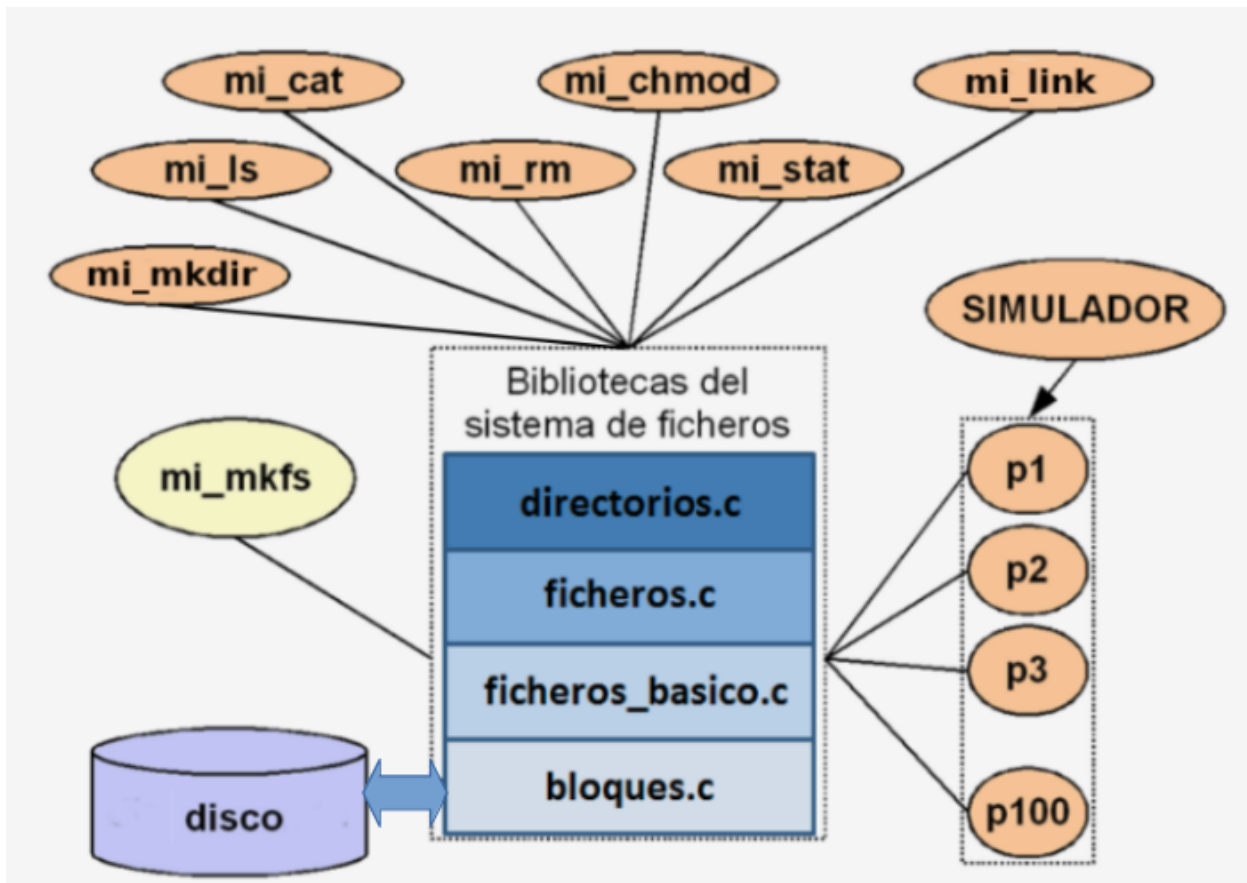 mi_cat
mi_chmod
mi_link
mi_ls
mi_rm
mi_stat
mi_mkdir
SIMULADOR
Bibliotecas del
sistema de ficheros
mi_mkfs
directorios.c
ficheros.c
ficheros_basico.c
bloques.c
disco
p1
p2
p3
p100